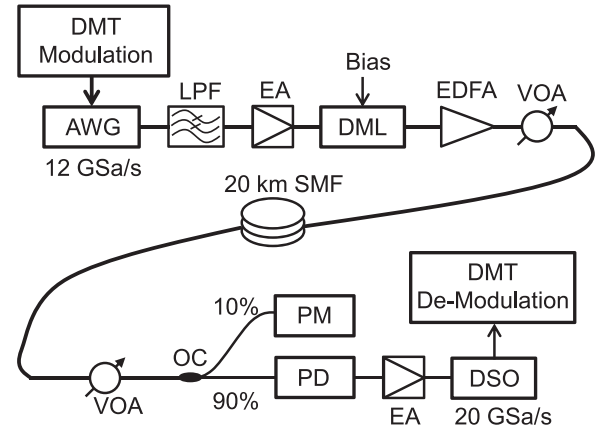 DMT
Modulation
LPF
EA
Bias
EDFA
VOA
AWG
DML
12 GSa/s
20 km SMF
DMT
De-Modulation
10%
PM
OC
VOA
90%
PD
EA
DSO
20 GSa/s